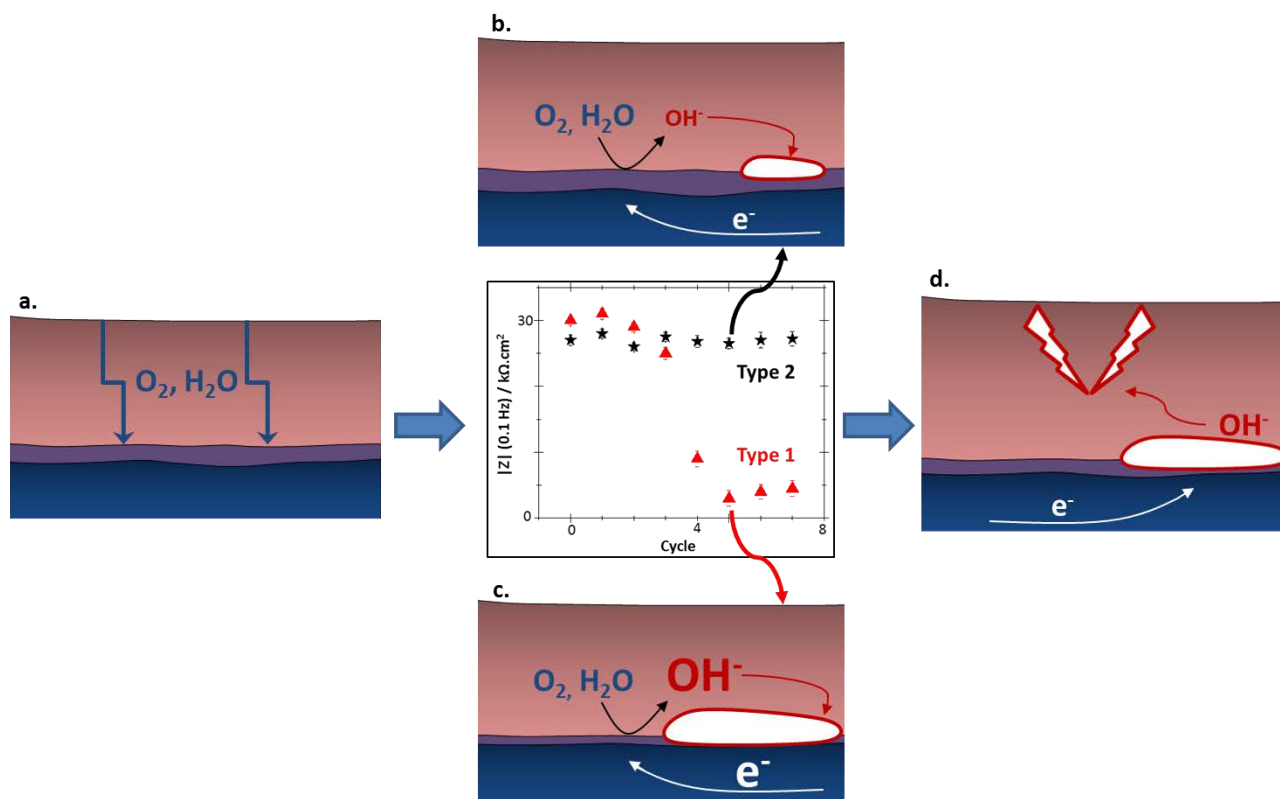 a.
O₂, H₂O
b.
O₂, H₂O
OH⁻
e⁻
|Z| (0.1 Hz) / kΩ.cm²
30
0
Type 2
Type 1
0
4
8
Cycle
c.
O₂, H₂O
OH⁻
e⁻
d.
OH⁻
e⁻